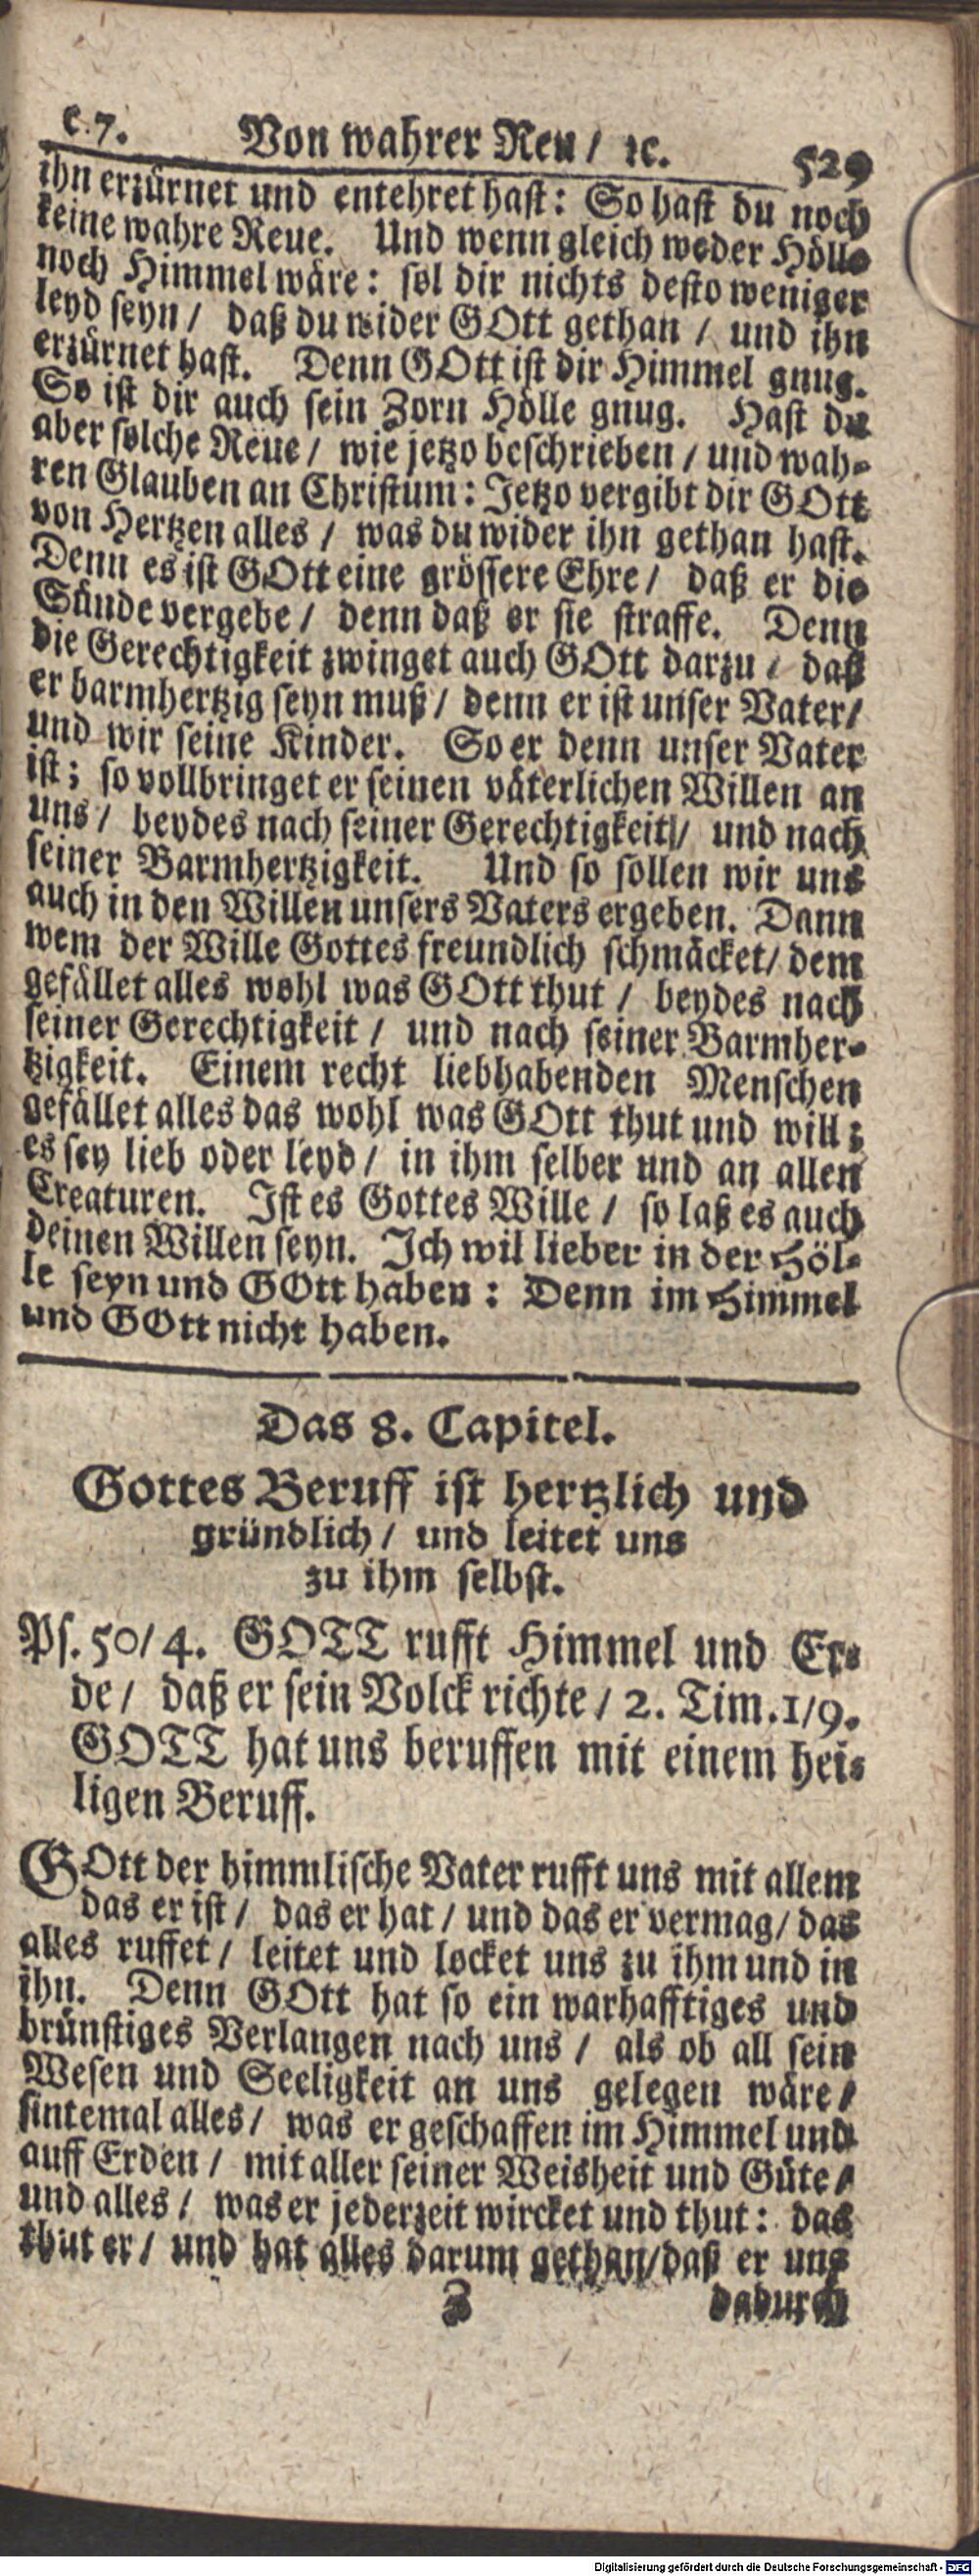 c.7. Von wahrer Reu / ꝛc. 529
ihn erzürnet und entehret hast: So hast du noch
keine wahre Reue. Und wenn gleich weder Hölle
noch Himmel wäre: sol dir nichts desto weniger
leyd seyn / daß du wider GOtt gethan / und ihn
erzürnet hast. Denn GOtt ist dir Himmel gnug.
So ist dir auch sein Zorn Hölle gnug. Hast du
aber solche Reue / wie jetzo beschrieben / und wah-
ren Glauben an Christum: Jetzo vergibt dir GOtt
von Hertzen alles / was du wider ihn gethan hast.
Denn es ist GOtt eine grössere Ehre / daß er die
Sünde vergebe / denn daß er sie straffe. Denn
die Gerechtigkeit zwinget auch GOtt darzu / daß
er barmhertzig seyn muß / denn er ist unser Vater /
und wir seine Kinder. So er denn unser Vater
ist; so vollbringet er seinen väterlichen Willen an
uns / beydes nach seiner Gerechtigkeit / und nach
seiner Barmhertzigkeit. Und so sollen wir uns
auch in den Willen unsers Vaters ergeben. Dann
wem der Wille Gottes freundlich schmäcket / dem
gefället alles wohl was GOtt thut / beydes nach
seiner Gerechtigkeit / und nach seiner Barmher-
tzigkeit. Einem recht liebhabenden Menschen
gefället alles das wohl was GOtt thut und will;
es sey lieb oder leyd / in ihm selber und an allen
Creaturen. Ist es Gottes Wille / so laß es auch
deinen Willen seyn. Ich wil lieber in der Höl-
le seyn und GOtt haben: Denn im Himmel
und GOtt nicht haben.
Das 8. Capitel.
Gottes Beruff ist hertzlich und
gründlich / und leitet uns
zu ihm selbst.
Ps. 50/4. GOTT rufft Himmel und Er-
de / daß er sein Volck richte / 2. Tim. 1/9.
GOTT hat uns beruffen mit einem hei-
ligen Beruff.
GOtt der himmlische Vater rufft uns mit allem
das er ist / das er hat / und das er vermag / das
alles ruffet / leitet und locket uns zu ihm und in
ihn. Denn GOtt hat so ein warhafftiges und
brünstiges Verlangen nach uns / als ob all sein
Wesen und Seeligkeit an uns gelegen wäre /
sintemal alles / was er geschaffen im Himmel und
auff Erden / mit aller seiner Weisheit und Güte /
und alles / was er jederzeit wircket und thut: das
thut er / und hat alles darum gethan / daß er uns
Z dadurch
Digitalisierung gefördert durch die Deutsche Forschungsgemeinschaft - DFG